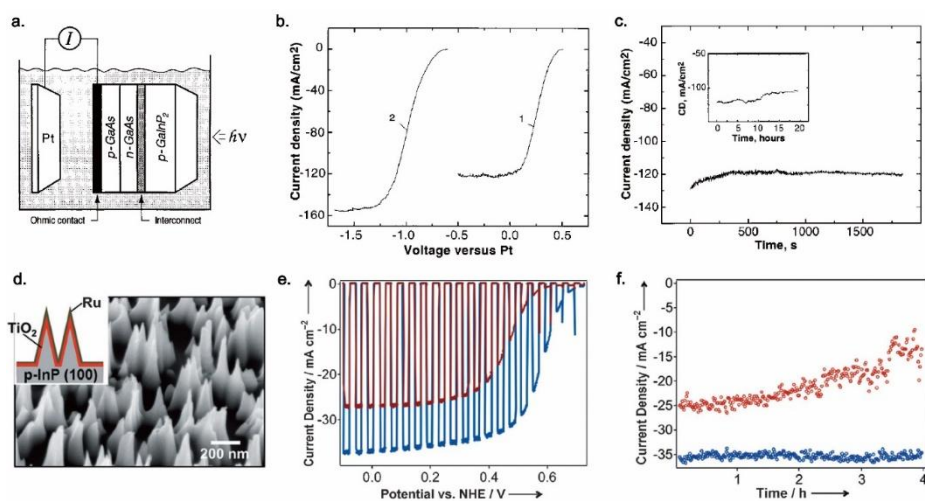 a.
I
Pt
p-GaAs
n-GaAs
p-GaInP₂
hν
Ohmic contact
Interconnect
b.
Current density (mA/cm2)
0
-40
-80
-120
-160
2
1
-1.5
-1.0
-0.5
0.0
0.5
Voltage versus Pt
c.
Current density (mA/cm2)
-40
-60
-80
-100
-120
-140
-160
CD, mA/cm²
-50
-100
0
5
10
15
20
Time, hours
0
500
1000
1500
Time, s
d.
Ru
TiO₂
p-InP (100)
200 nm
e.
Current Density / mA cm⁻²
0
-10
-20
-30
0.0
0.2
0.4
0.6
Potential vs. NHE / V
f.
Current Density / mA cm⁻²
-5
-15
-25
-35
1
2
3
4
Time / h